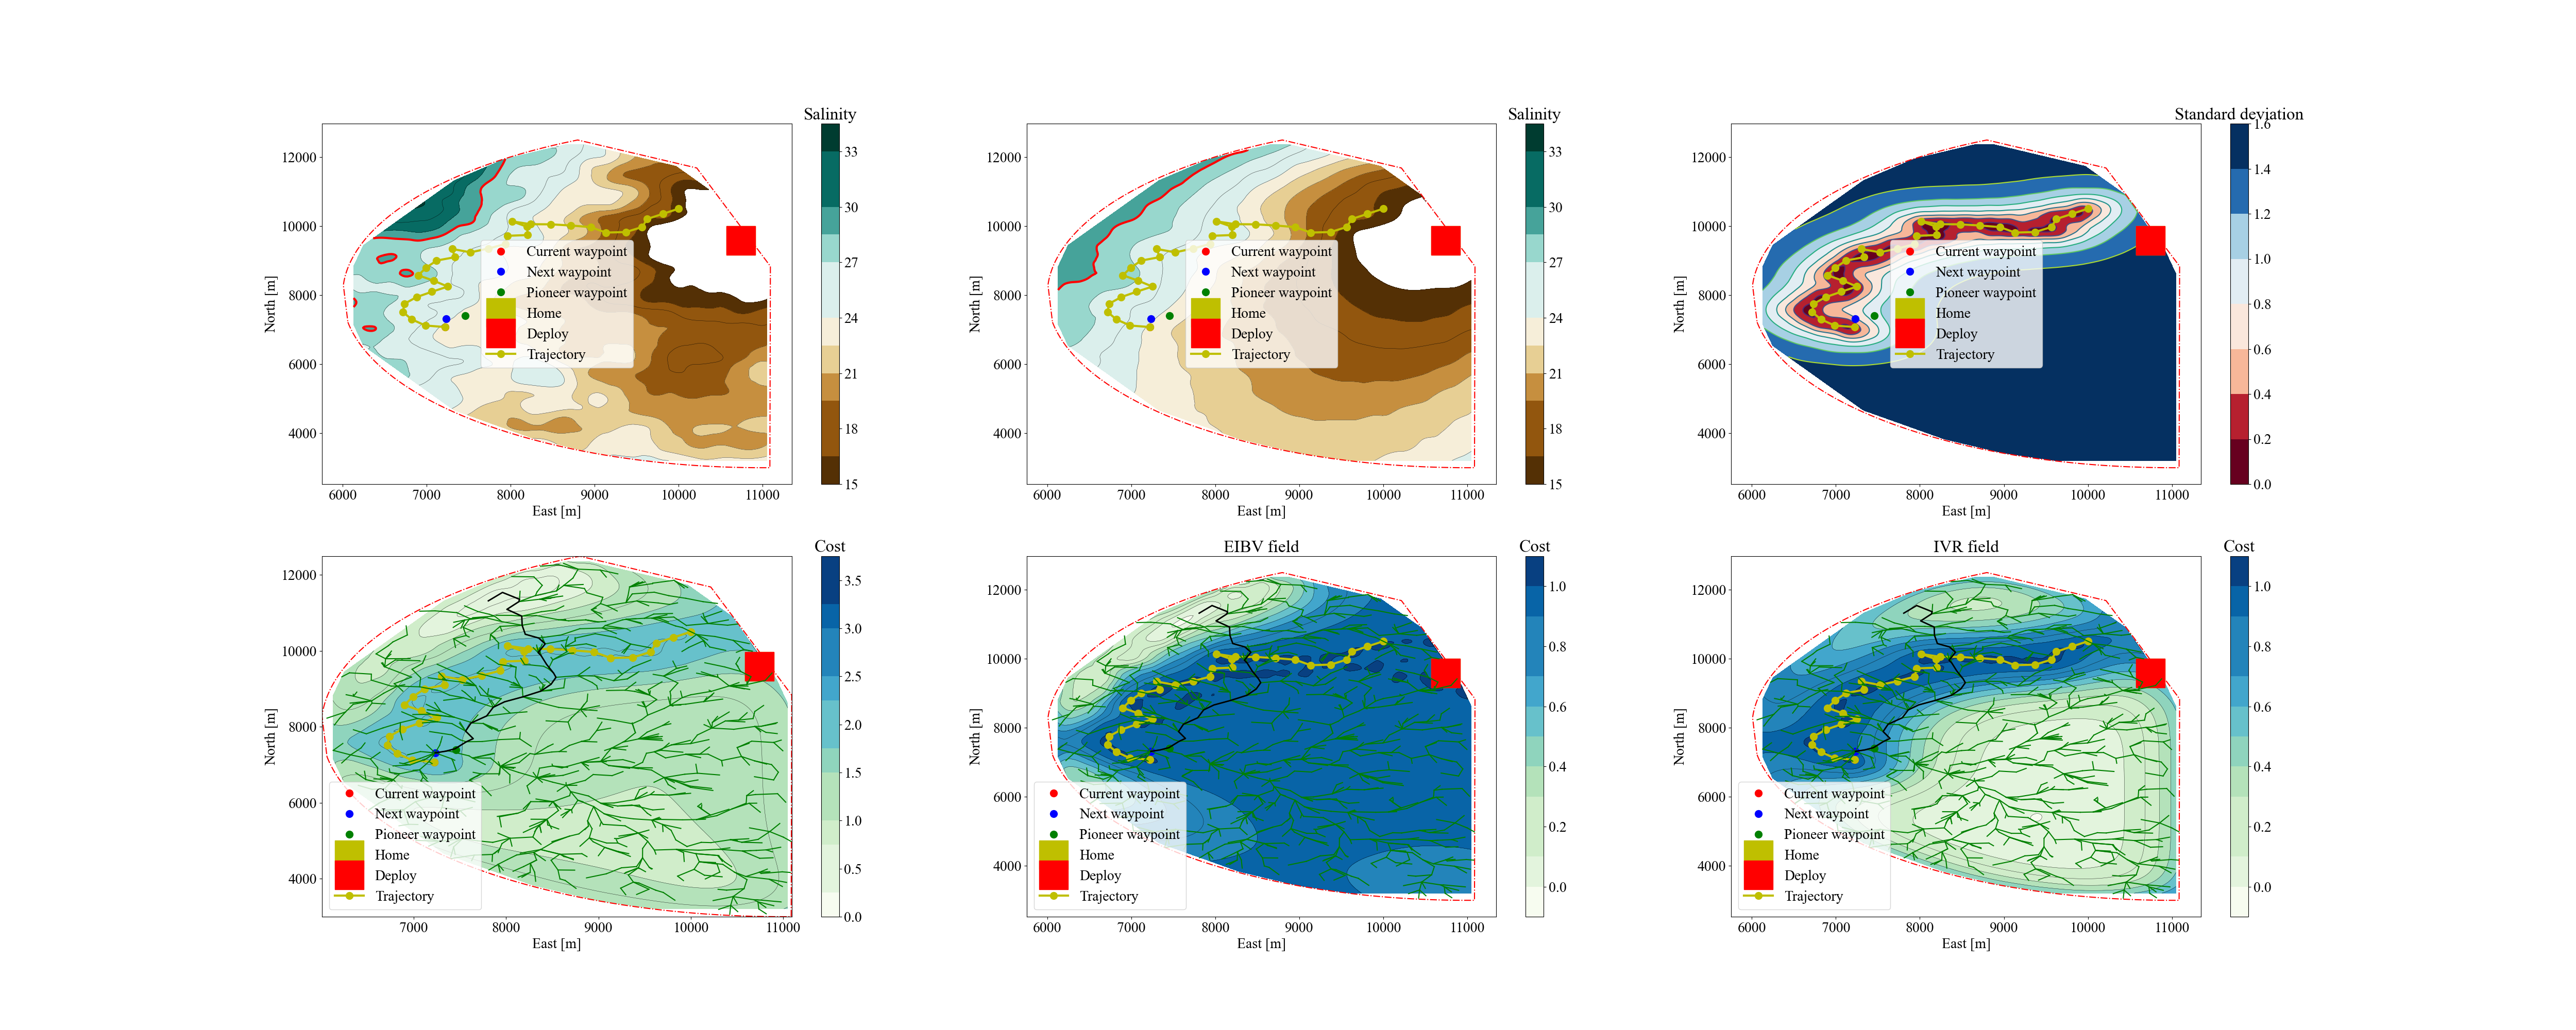 Salinity
12000
10000
8000
6000
4000
North [m]
6000 7000 8000 9000 10000 11000
East [m]
33
30
27
24
21
18
15
Current waypoint
Next waypoint
Pioneer waypoint
Home
Deploy
Trajectory
Salinity
12000
10000
8000
6000
4000
North [m]
6000 7000 8000 9000 10000 11000
East [m]
33
30
27
24
21
18
15
Current waypoint
Next waypoint
Pioneer waypoint
Home
Deploy
Trajectory
Standard deviation
12000
10000
8000
6000
4000
North [m]
6000 7000 8000 9000 10000 11000
East [m]
1.6
1.4
1.2
1.0
0.8
0.6
0.4
0.2
0.0
Current waypoint
Next waypoint
Pioneer waypoint
Home
Deploy
Trajectory
Cost
12000
10000
8000
6000
4000
North [m]
7000 8000 9000 10000 11000
East [m]
3.5
3.0
2.5
2.0
1.5
1.0
0.5
0.0
Current waypoint
Next waypoint
Pioneer waypoint
Home
Deploy
Trajectory
EIBV field
Cost
12000
10000
8000
6000
4000
North [m]
6000 7000 8000 9000 10000 11000
East [m]
1.0
0.8
0.6
0.4
0.2
0.0
Current waypoint
Next waypoint
Pioneer waypoint
Home
Deploy
Trajectory
IVR field
Cost
12000
10000
8000
6000
4000
North [m]
6000 7000 8000 9000 10000 11000
East [m]
1.0
0.8
0.6
0.4
0.2
0.0
Current waypoint
Next waypoint
Pioneer waypoint
Home
Deploy
Trajectory